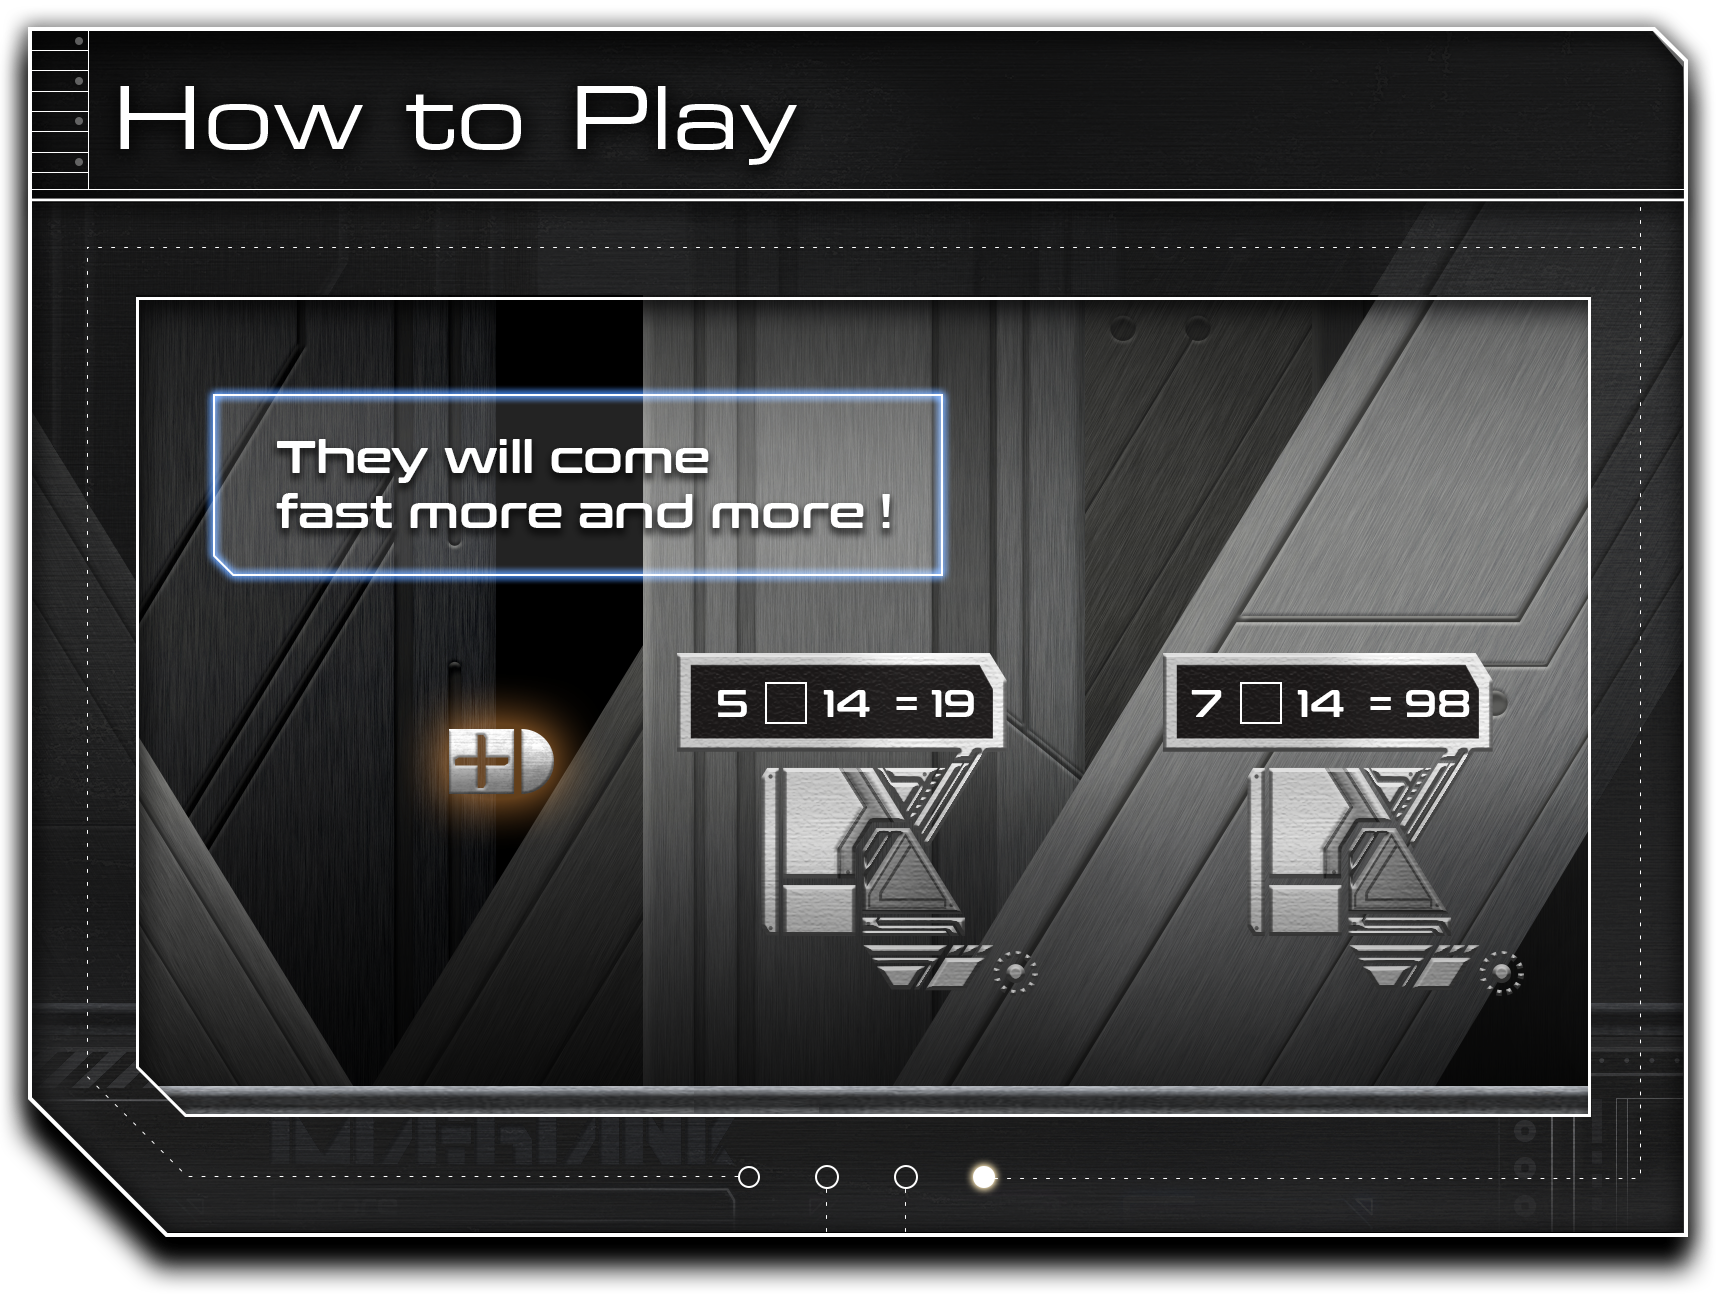 How to Play
They will come
fast more and more !
5 □ 14 = 19
7 □ 14 = 98
+